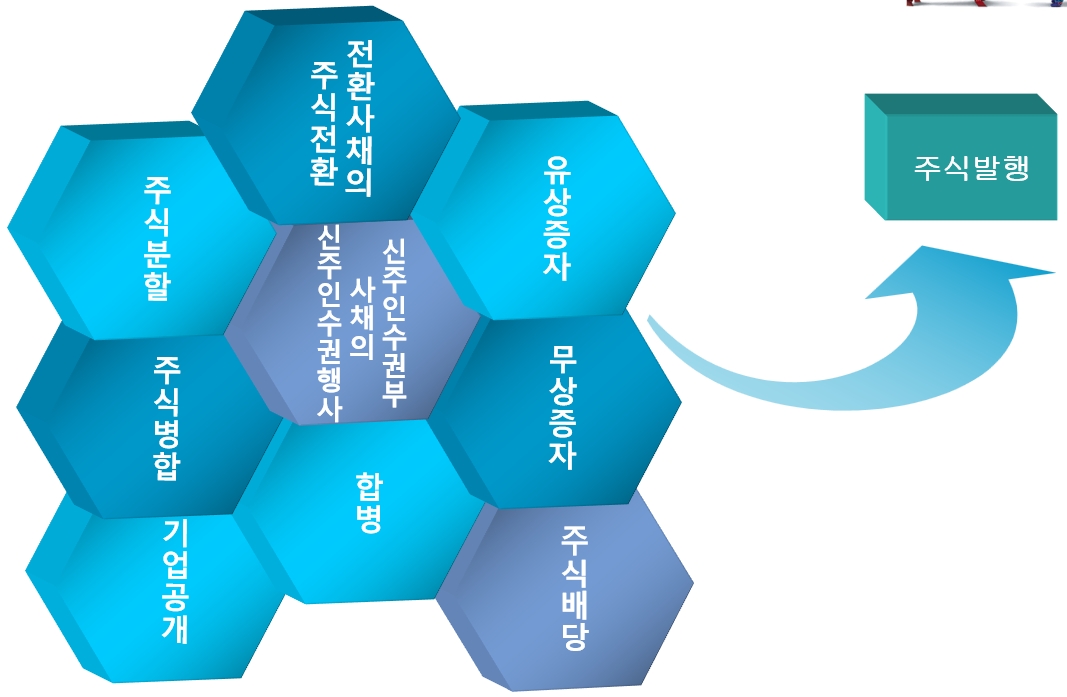 전환사채의
주식전환
주식분할
유상증자
주식발행
신주인수권부
사채의
신주인수권행사
주식병합
무상증자
합병
기업공개
주식배당